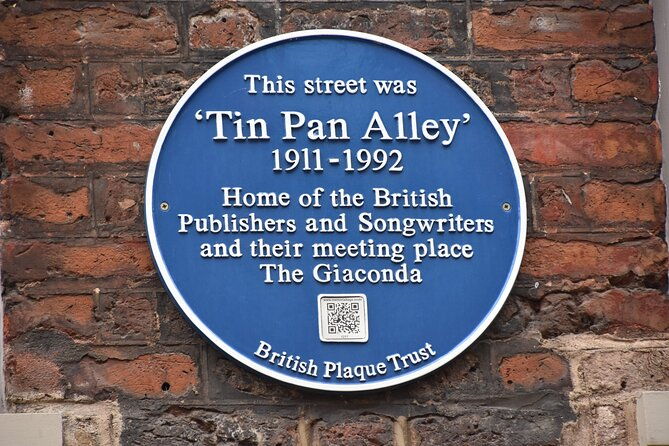 This street was
‘Tin Pan Alley’
1911-1992
Home of the British
Publishers and Songwriters
and their meeting place
The Giaconda
British Plaque Trust